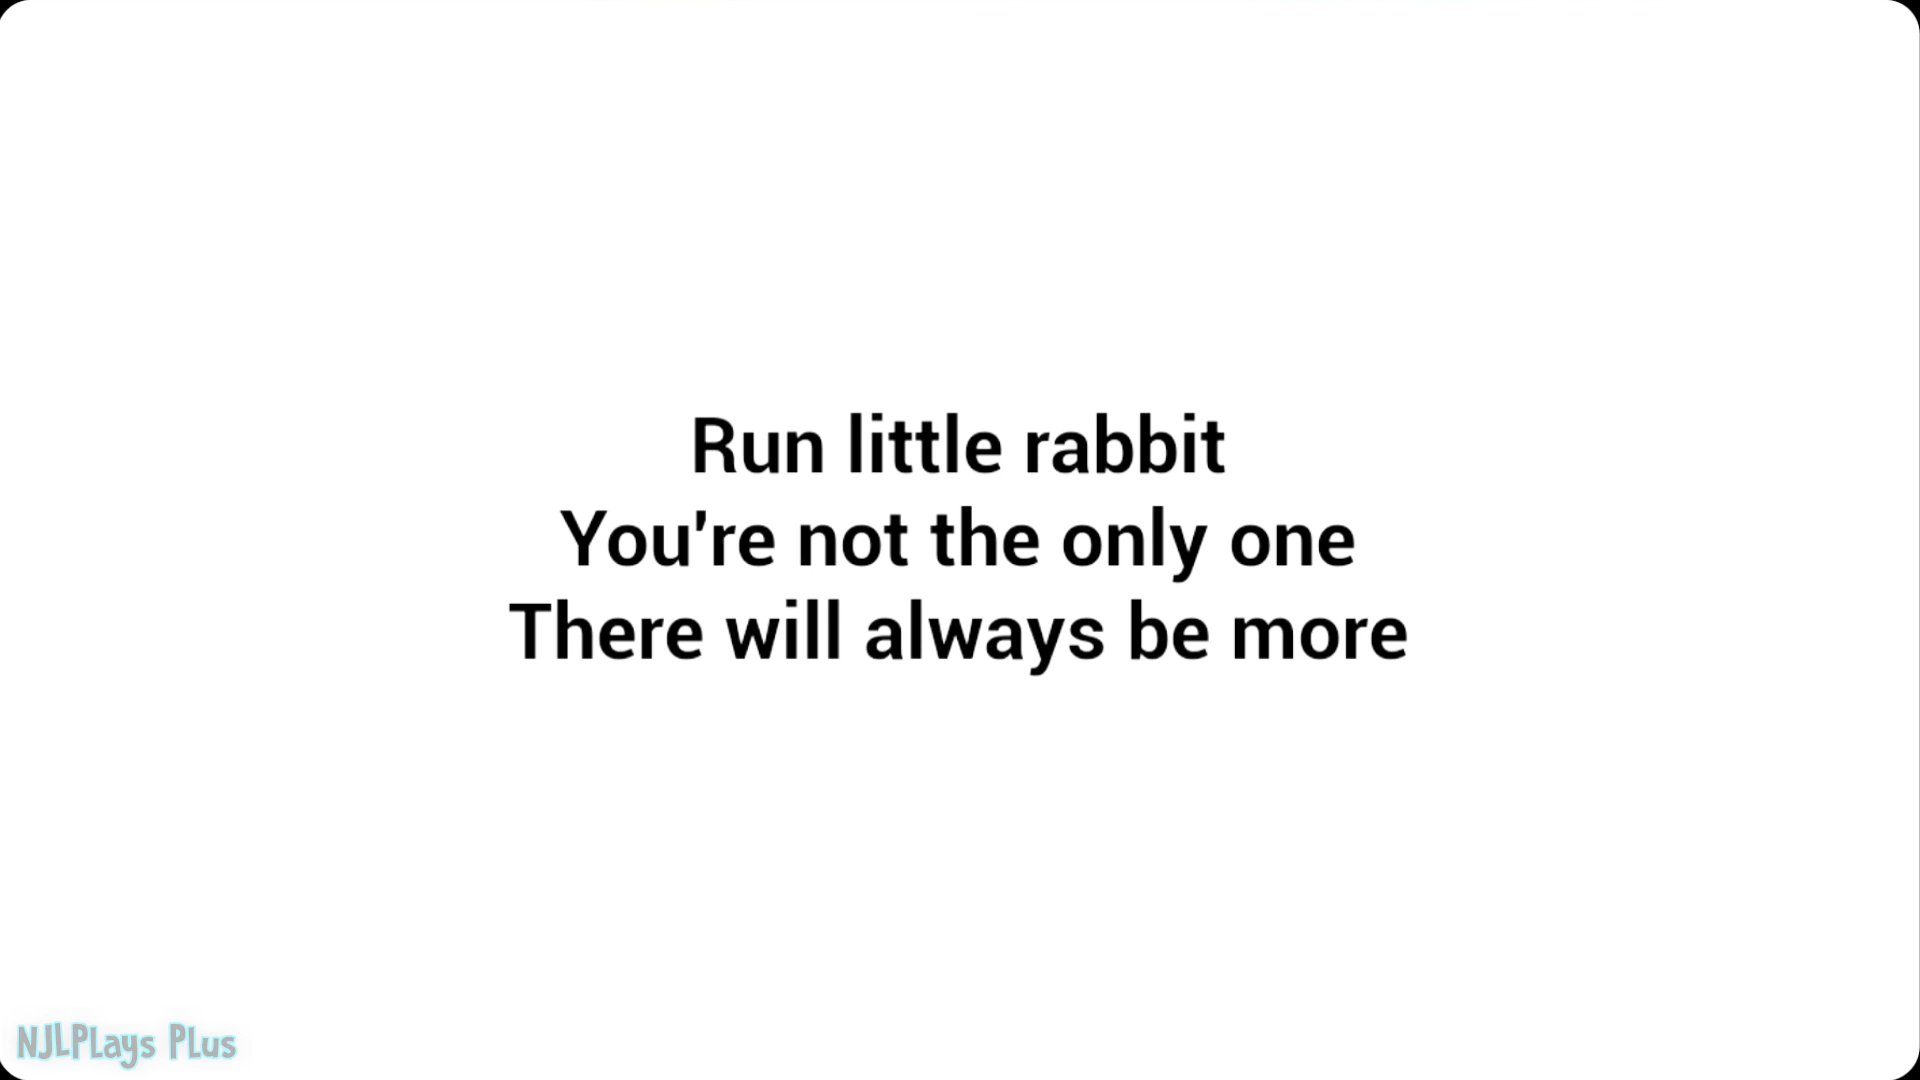 Run little rabbit
You're not the only one
There will always be more
NJLPLays PLus